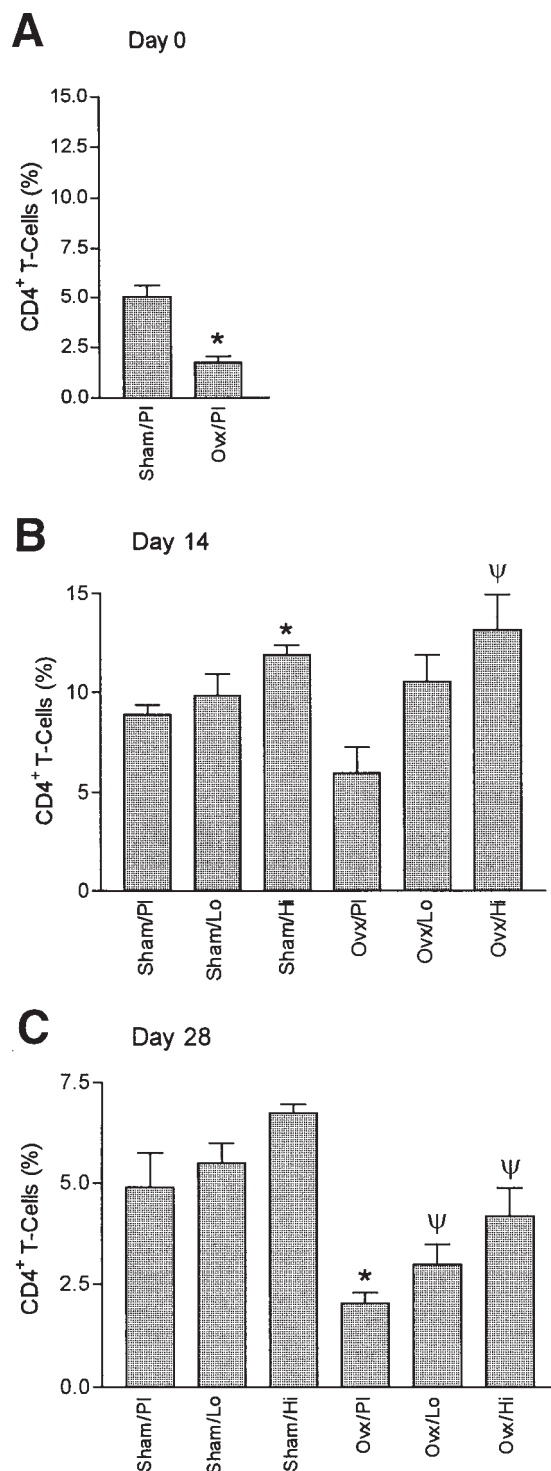 A Day 0
CD4⁺ T-Cells (%)
15.0
12.5
10.0
7.5
5.0
2.5
0.0
*
Sham/Pl
Ovx/Pl
B Day 14
CD4⁺ T-Cells (%)
15
10
5
0
*
ψ
Sham/Pl
Sham/Lo
Sham/Hi
Ovx/Pl
Ovx/Lo
Ovx/Hi
C Day 28
CD4⁺ T-Cells (%)
7.5
5.0
2.5
0.0
*
ψ
ψ
Sham/Pl
Sham/Lo
Sham/Hi
Ovx/Pl
Ovx/Lo
Ovx/Hi